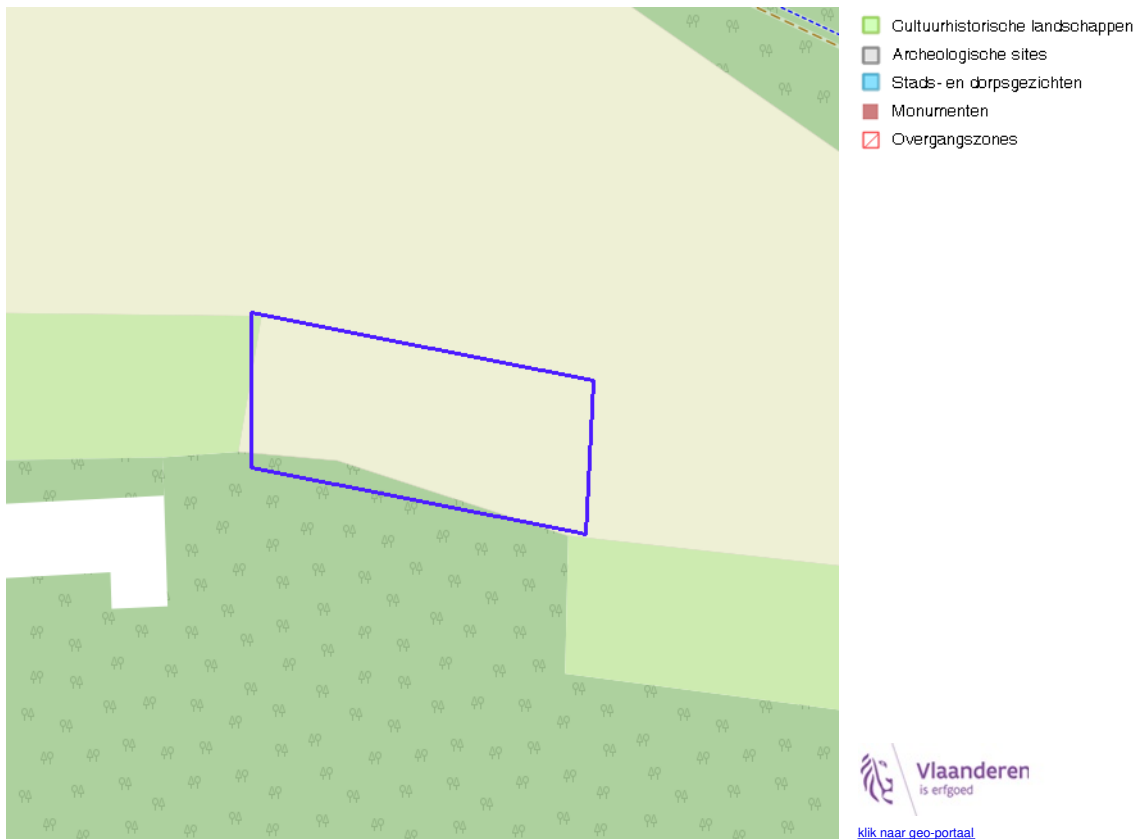 Cultuurhistorische landschappen
Archeologische sites
Stads- en dorpsgezichten
Monumenten
Overgangszones
Vlaanderen
is erfgoed
klik naar geo-portaal